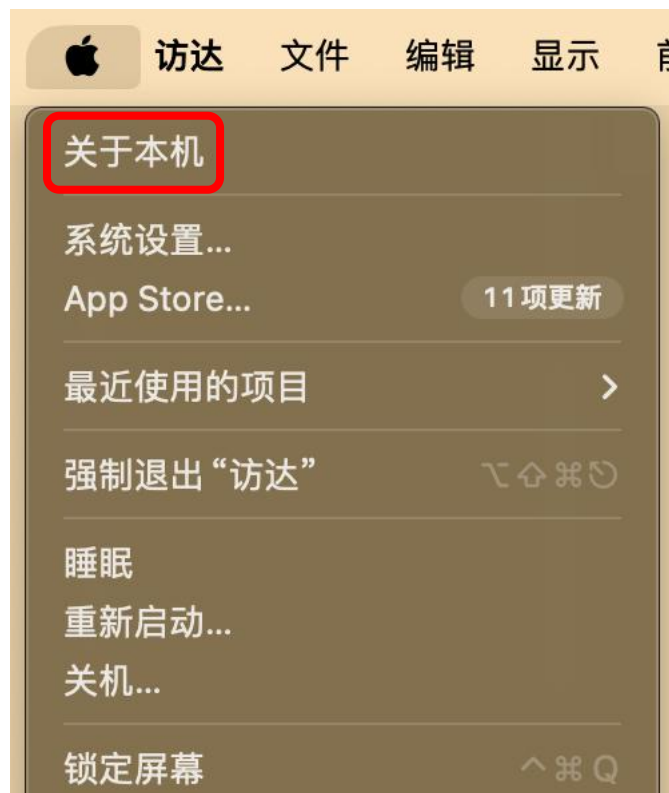 访达 文件 编辑 显示
关于本机
系统设置...
App Store... 11项更新
最近使用的项目
强制退出“访达” ⌥⇧⌘⎋
睡眠
重新启动...
关机...
锁定屏幕 ^⌘Q